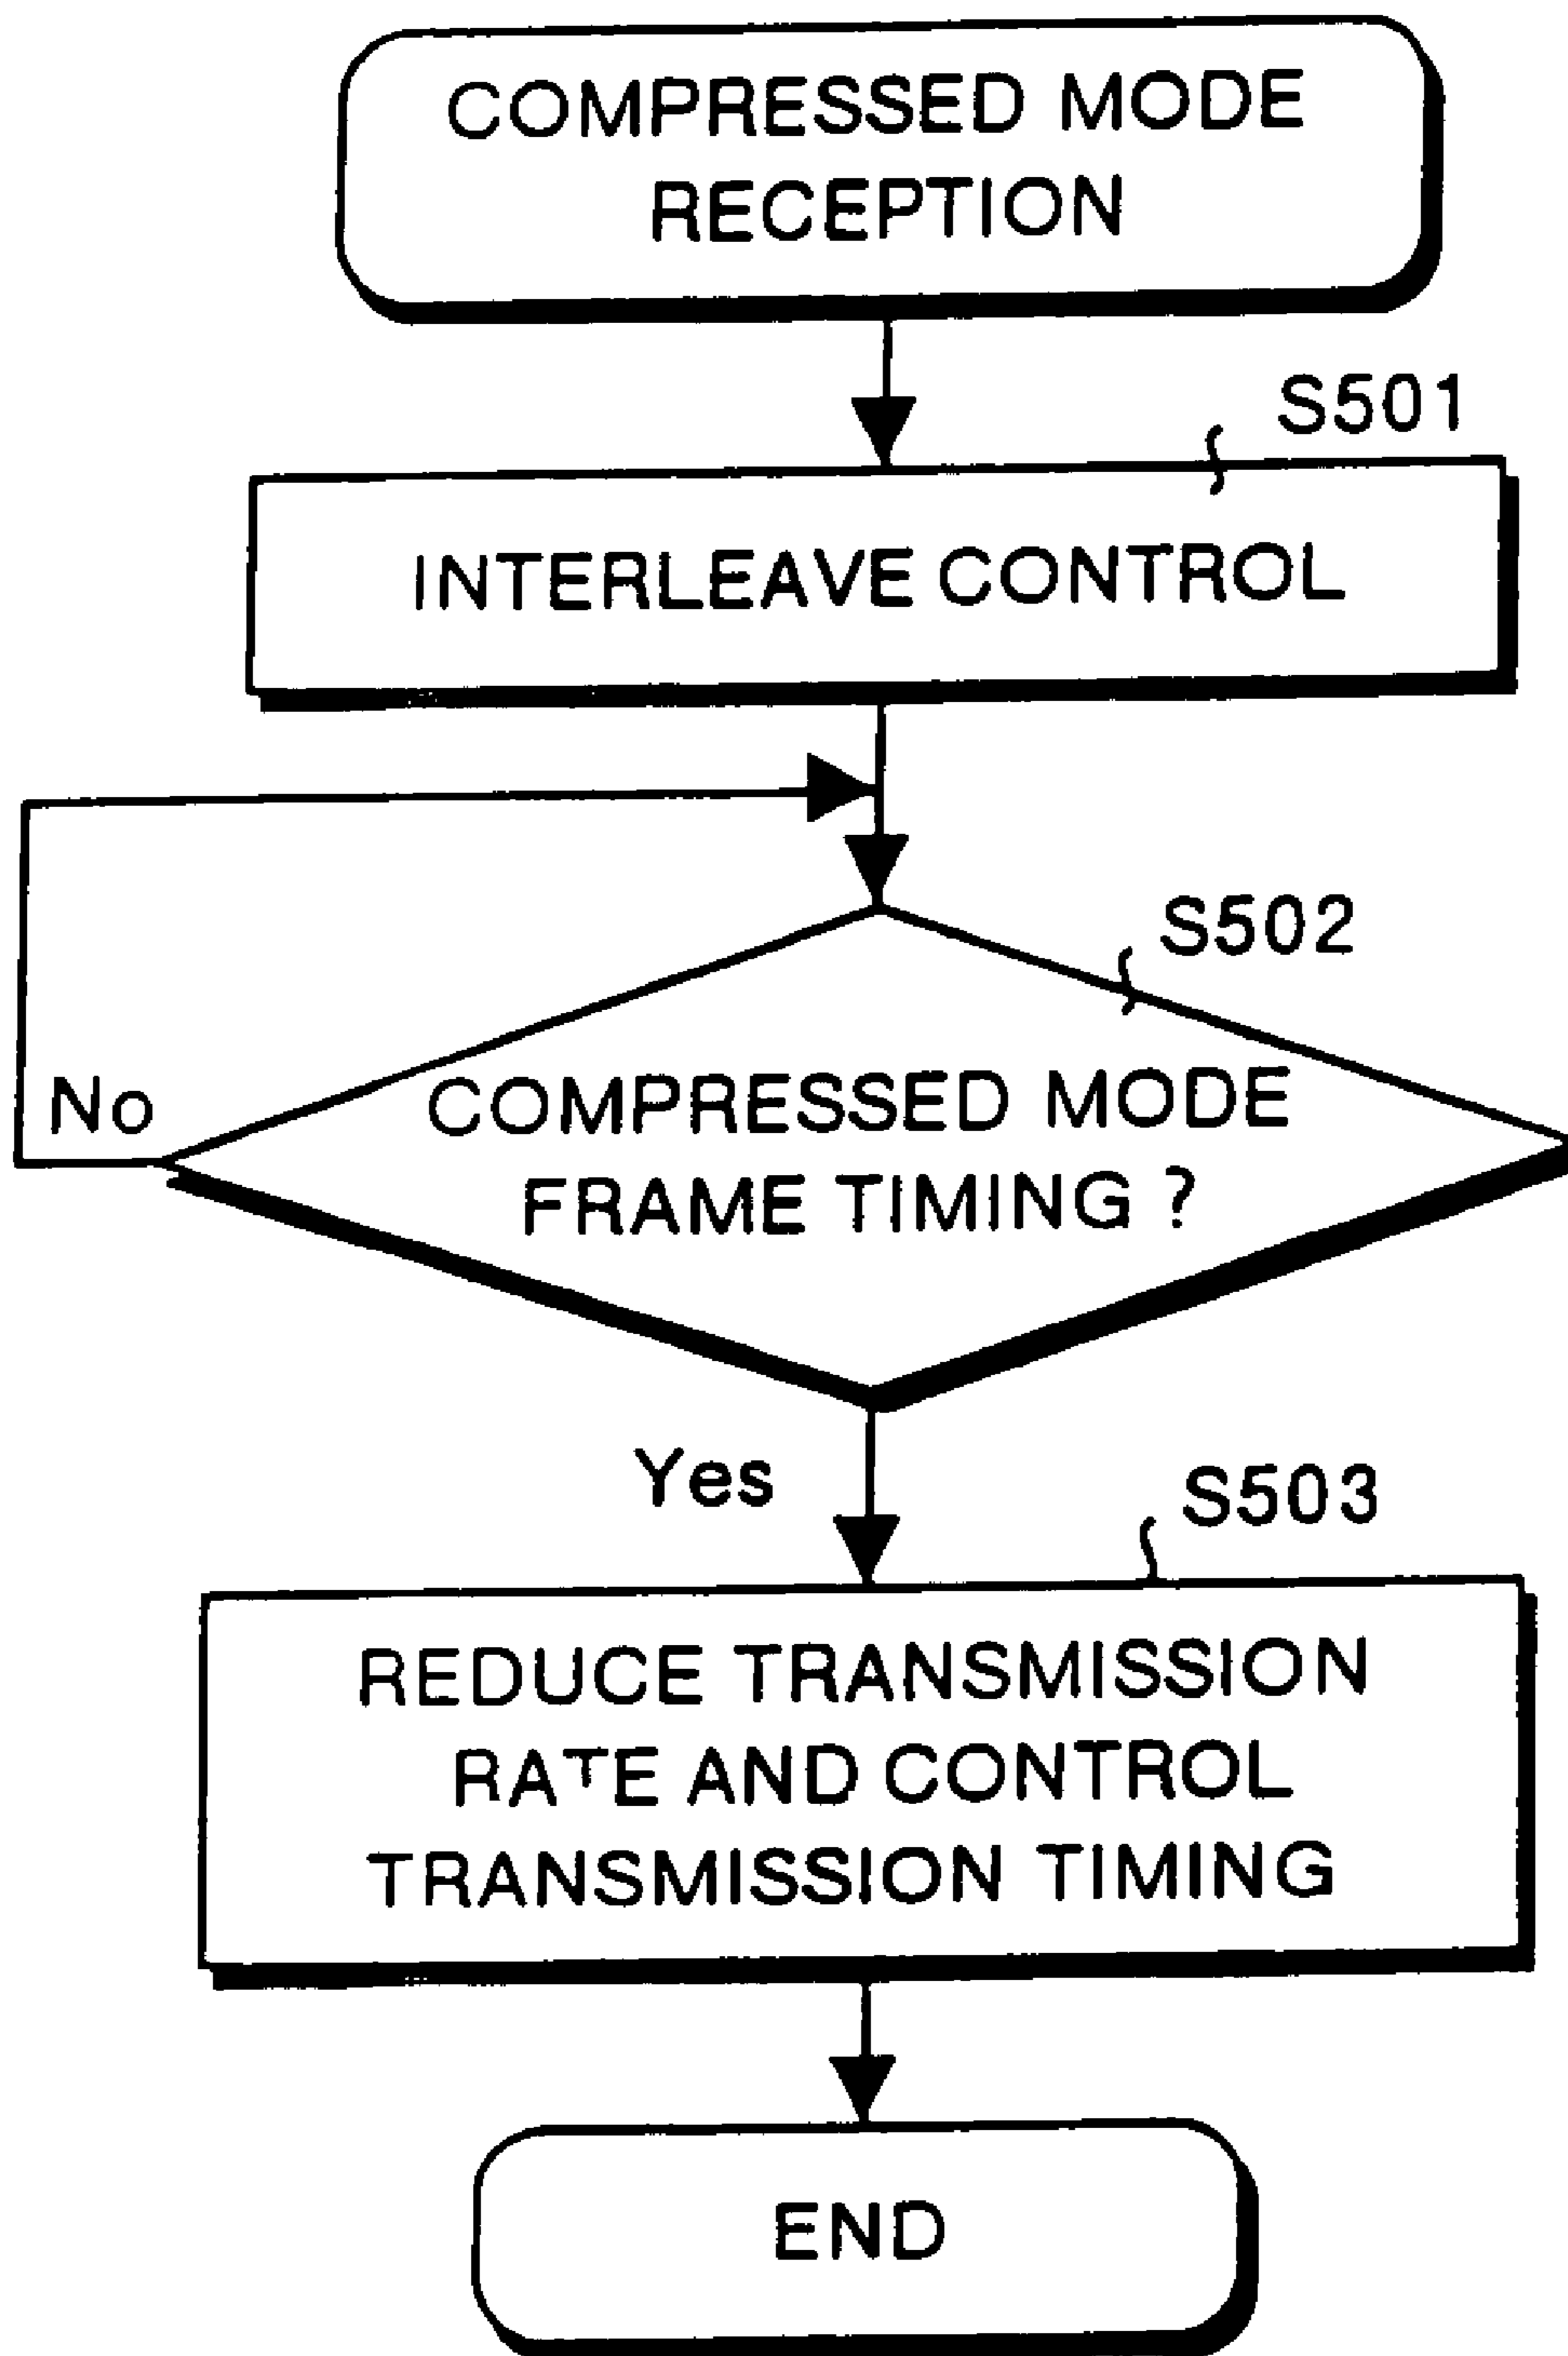 COMPRESSED MODE
RECEPTION
S501
INTERLEAVE CONTROL
S502
No
COMPRESSED MODE
FRAME TIMING ?
Yes
S503
REDUCE TRANSMISSION
RATE AND CONTROL
TRANSMISSION TIMING
END